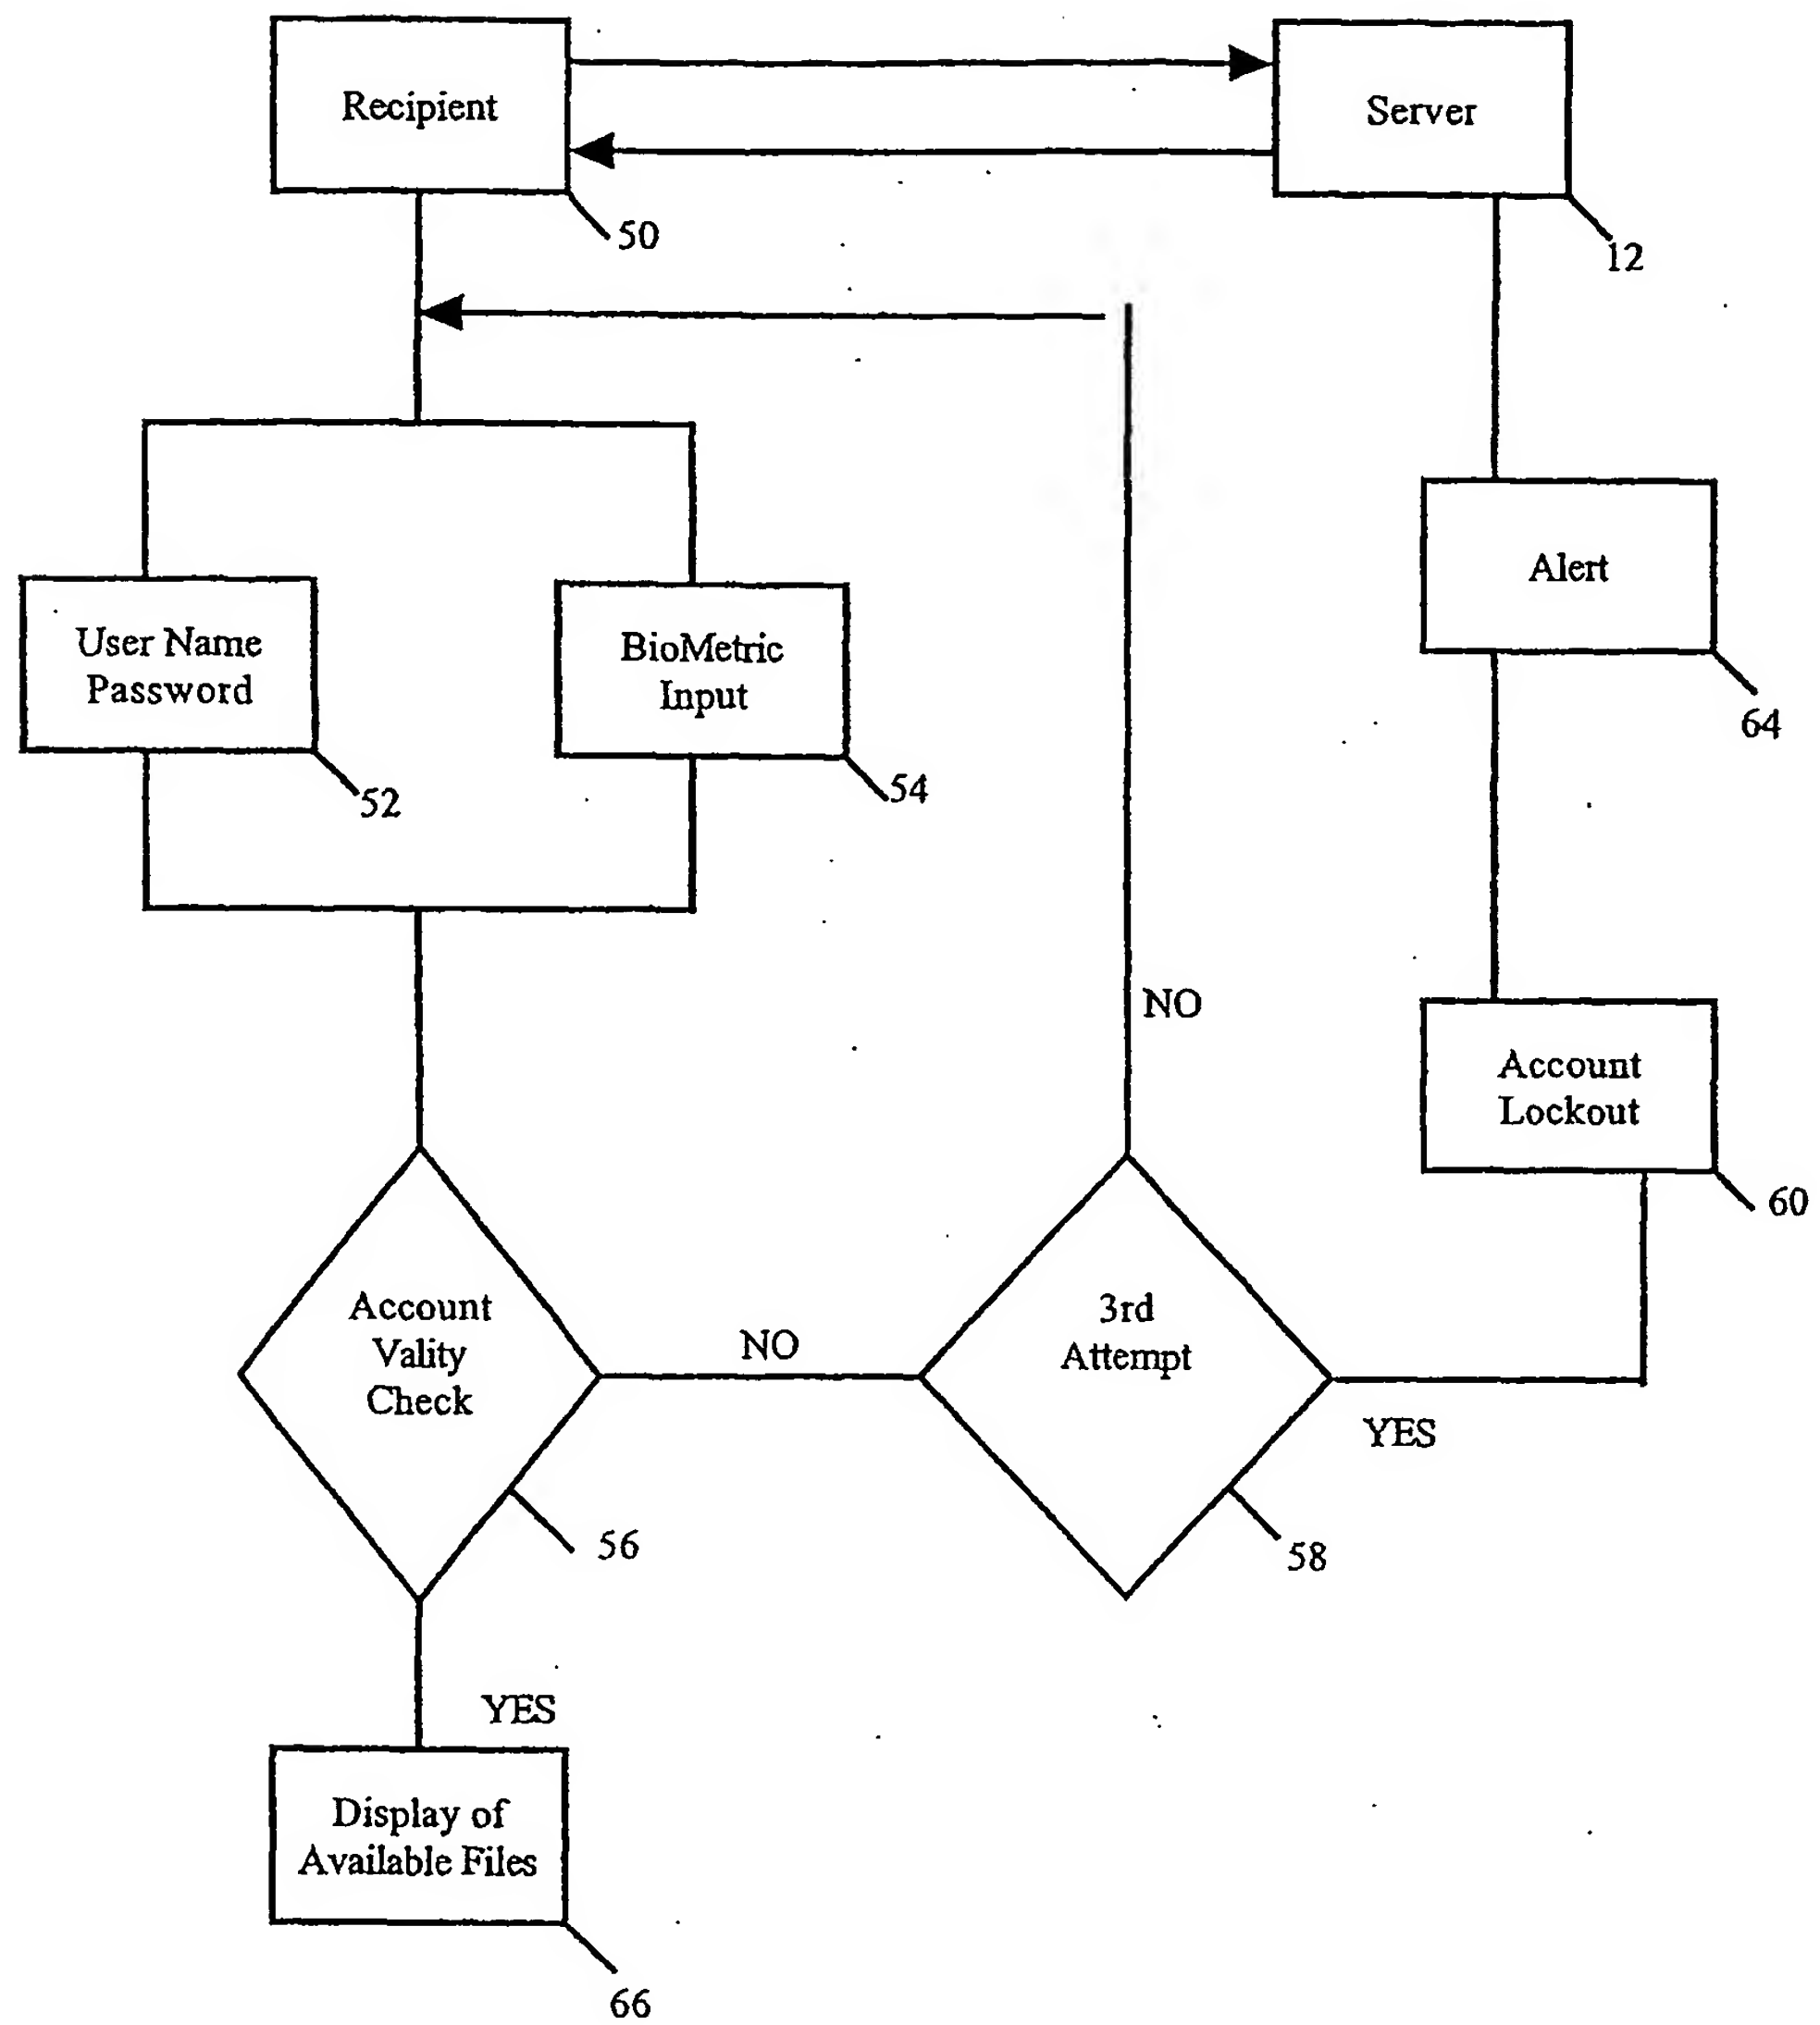 Recipient
Server
50
12
User Name
Password
BioMetric
Input
Alert
52
54
64
NO
Account
Lockout
60
Account
Vality
Check
NO
3rd
Attempt
YES
56
58
YES
Display of
Available Files
66